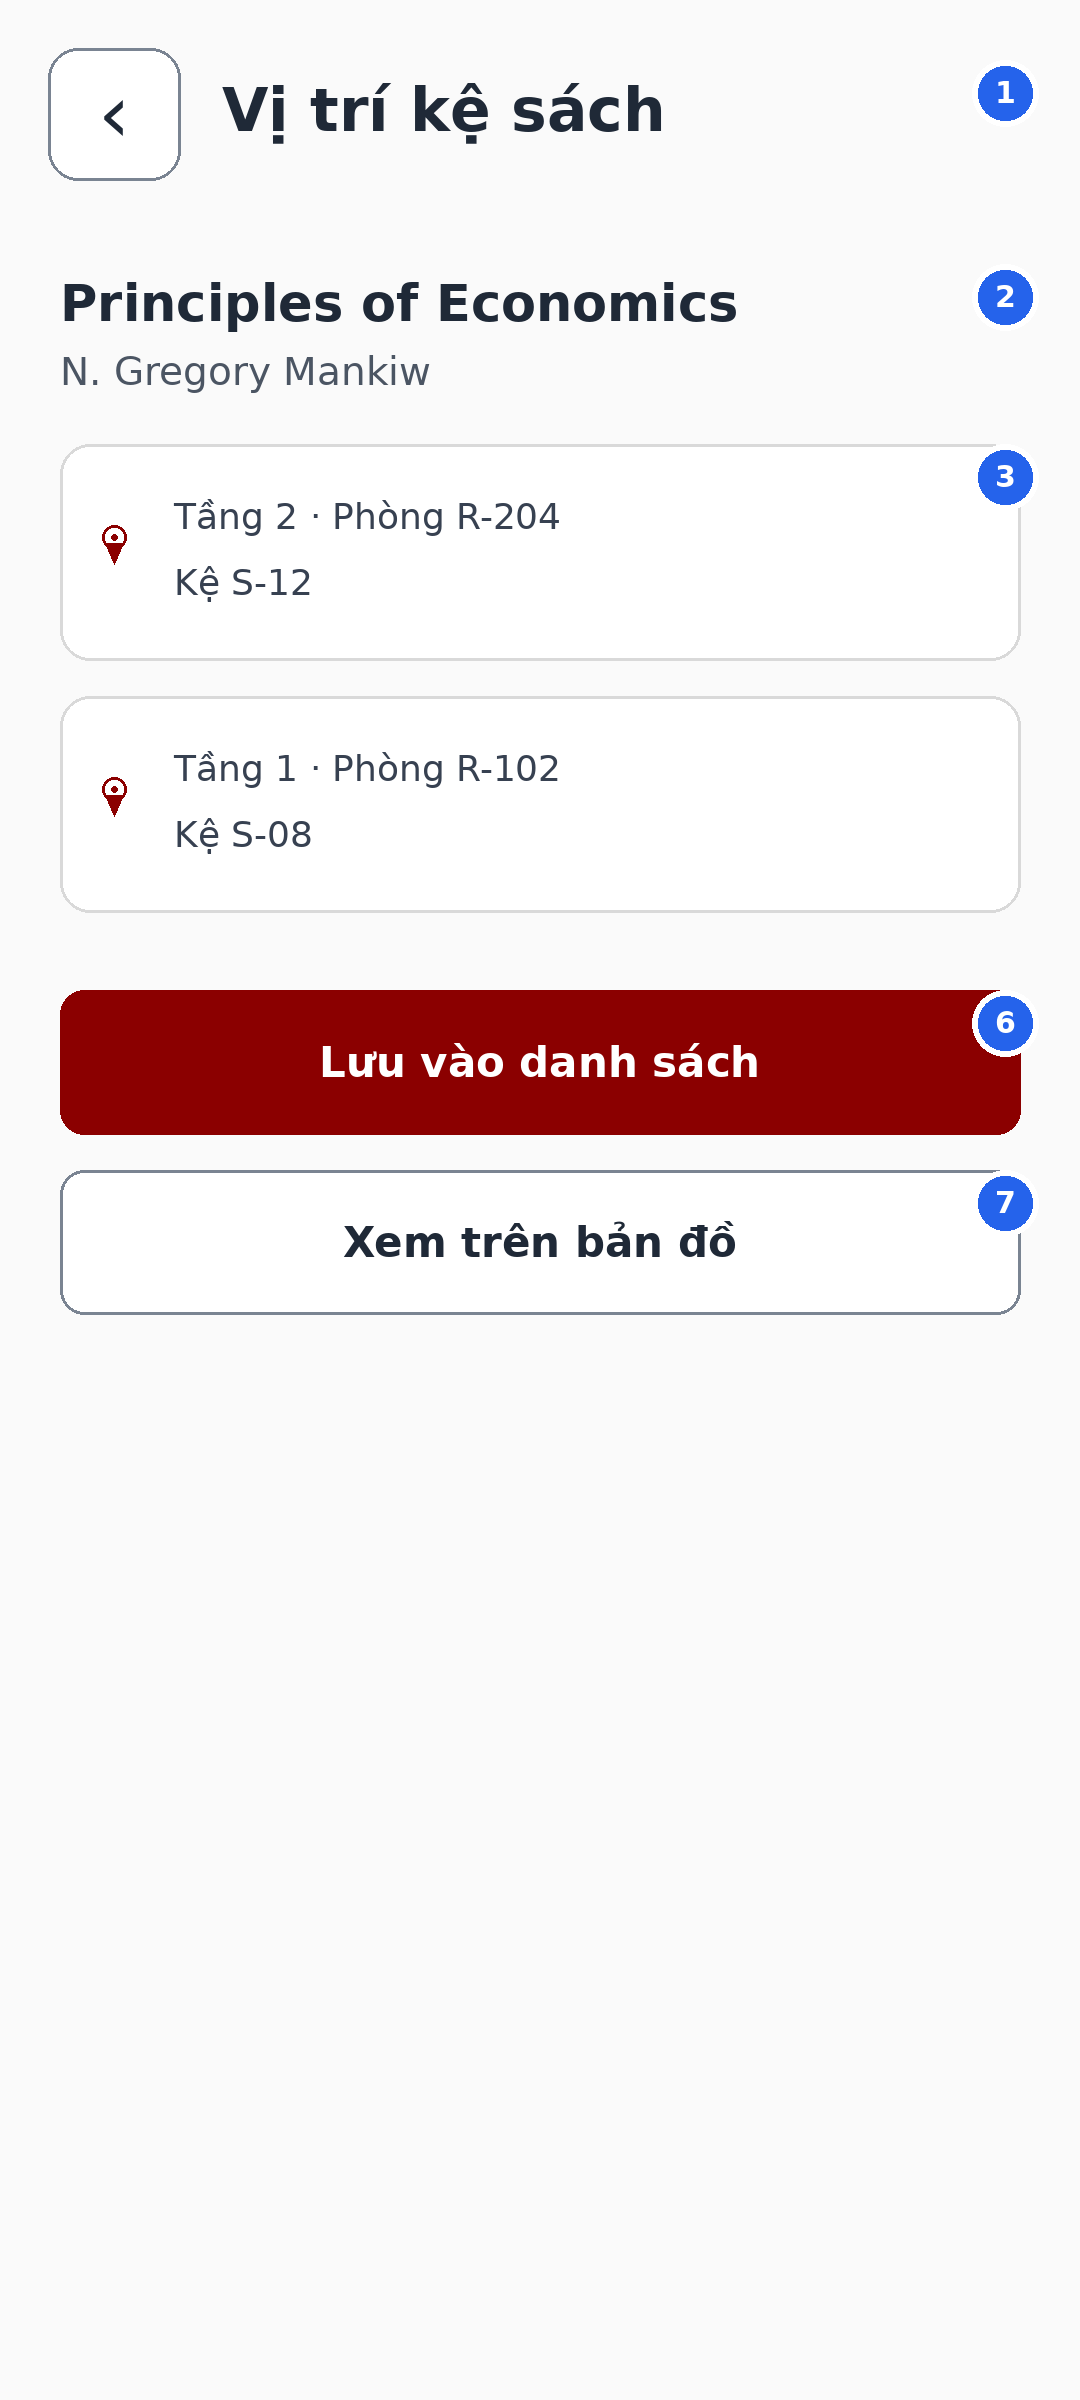 ‹ Vị trí kệ sách 1
Principles of Economics 2
N. Gregory Mankiw
3
Tầng 2 · Phòng R-204
Kệ S-12
Tầng 1 · Phòng R-102
Kệ S-08
Lưu vào danh sách 6
Xem trên bản đồ 7